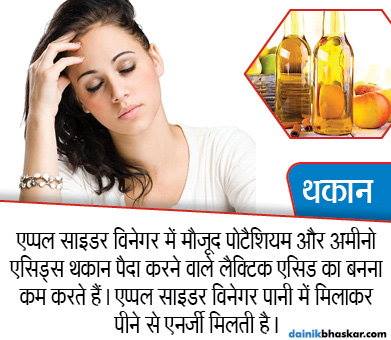 थकान
एप्पल साइडर विनेगर में मौजूद पोटैशियम और अमीनो
एसिड्स थकान पैदा करने वाले लैक्टिक एसिड का बनना
कम करते हैं। एप्पल साइडर विनेगर पानी में मिलाकर
पीने से एनर्जी मिलती है।
dainikbhaskar.com